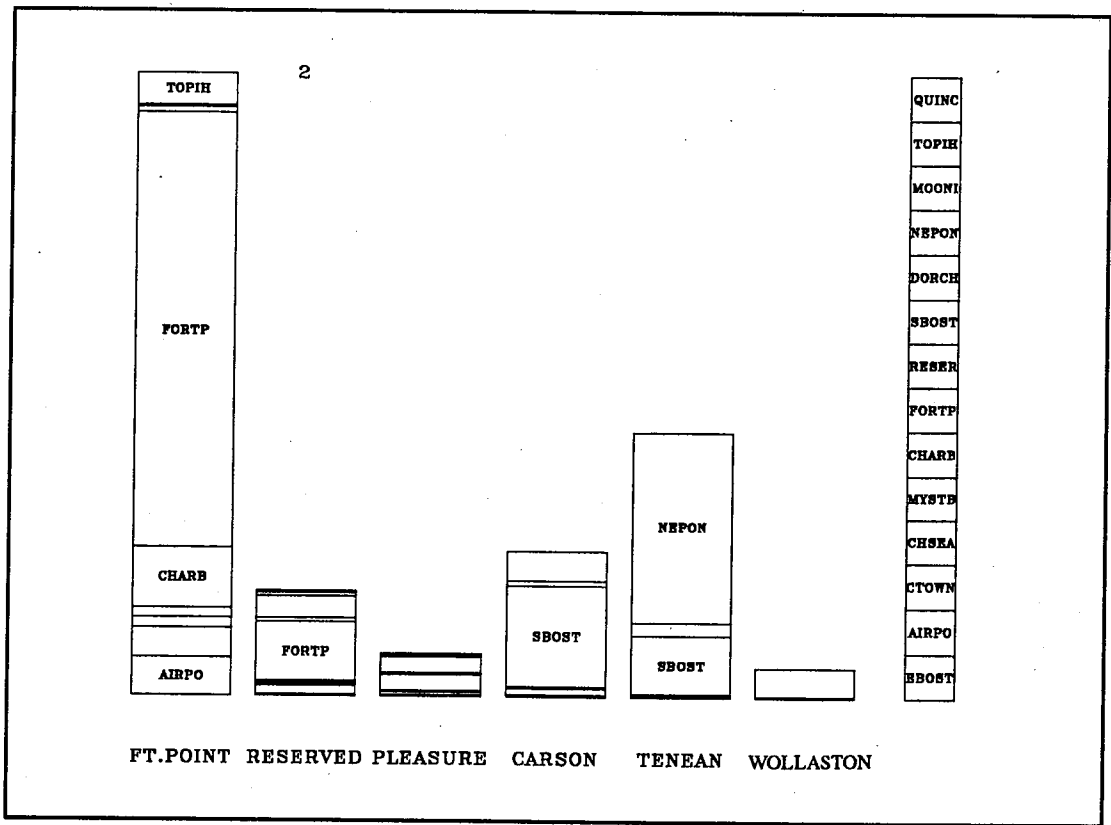 2
TOPIH
FORTP
CHARB
AIRPO
FORTP
SBOST
NEPON
SBOST
QUINC
TOPIH
MOONI
NEPON
DORCH
SBOST
RESER
FORTP
CHARB
MYSTB
CHSEA
CTOWN
AIRPO
EBOST
FT.POINT RESERVED PLEASURE CARSON TENEAN WOLLASTON